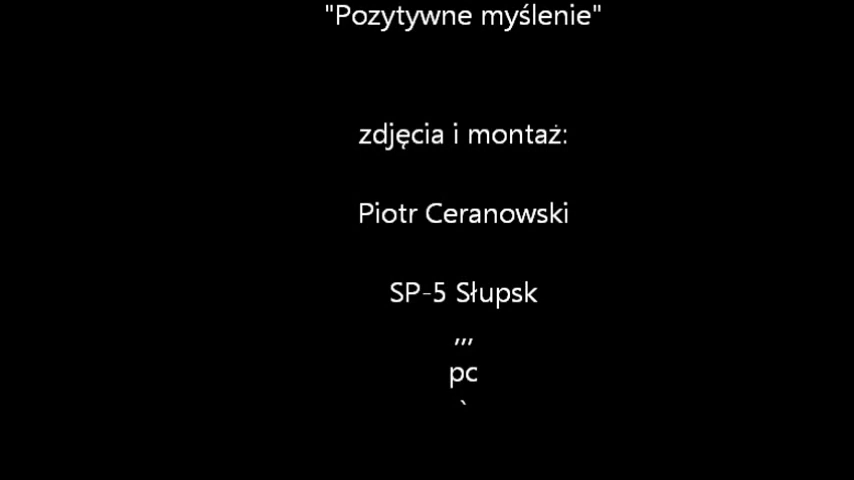 "Pozytywne myślenie"
zdjęcia i montaż:
Piotr Ceranowski
SP-5 Słupsk
,,,
pc
`